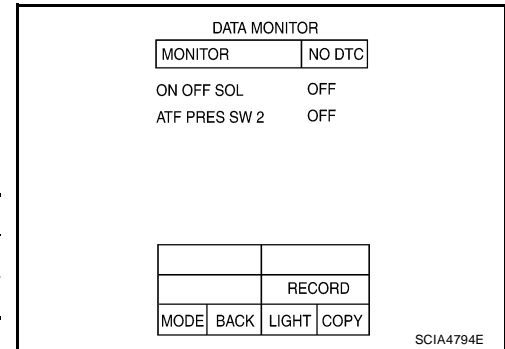 DATA MONITOR
MONITOR NO DTC
ON OFF SOL OFF
ATF PRES SW 2 OFF
RECORD
MODE BACK LIGHT COPY
SCIA4794E